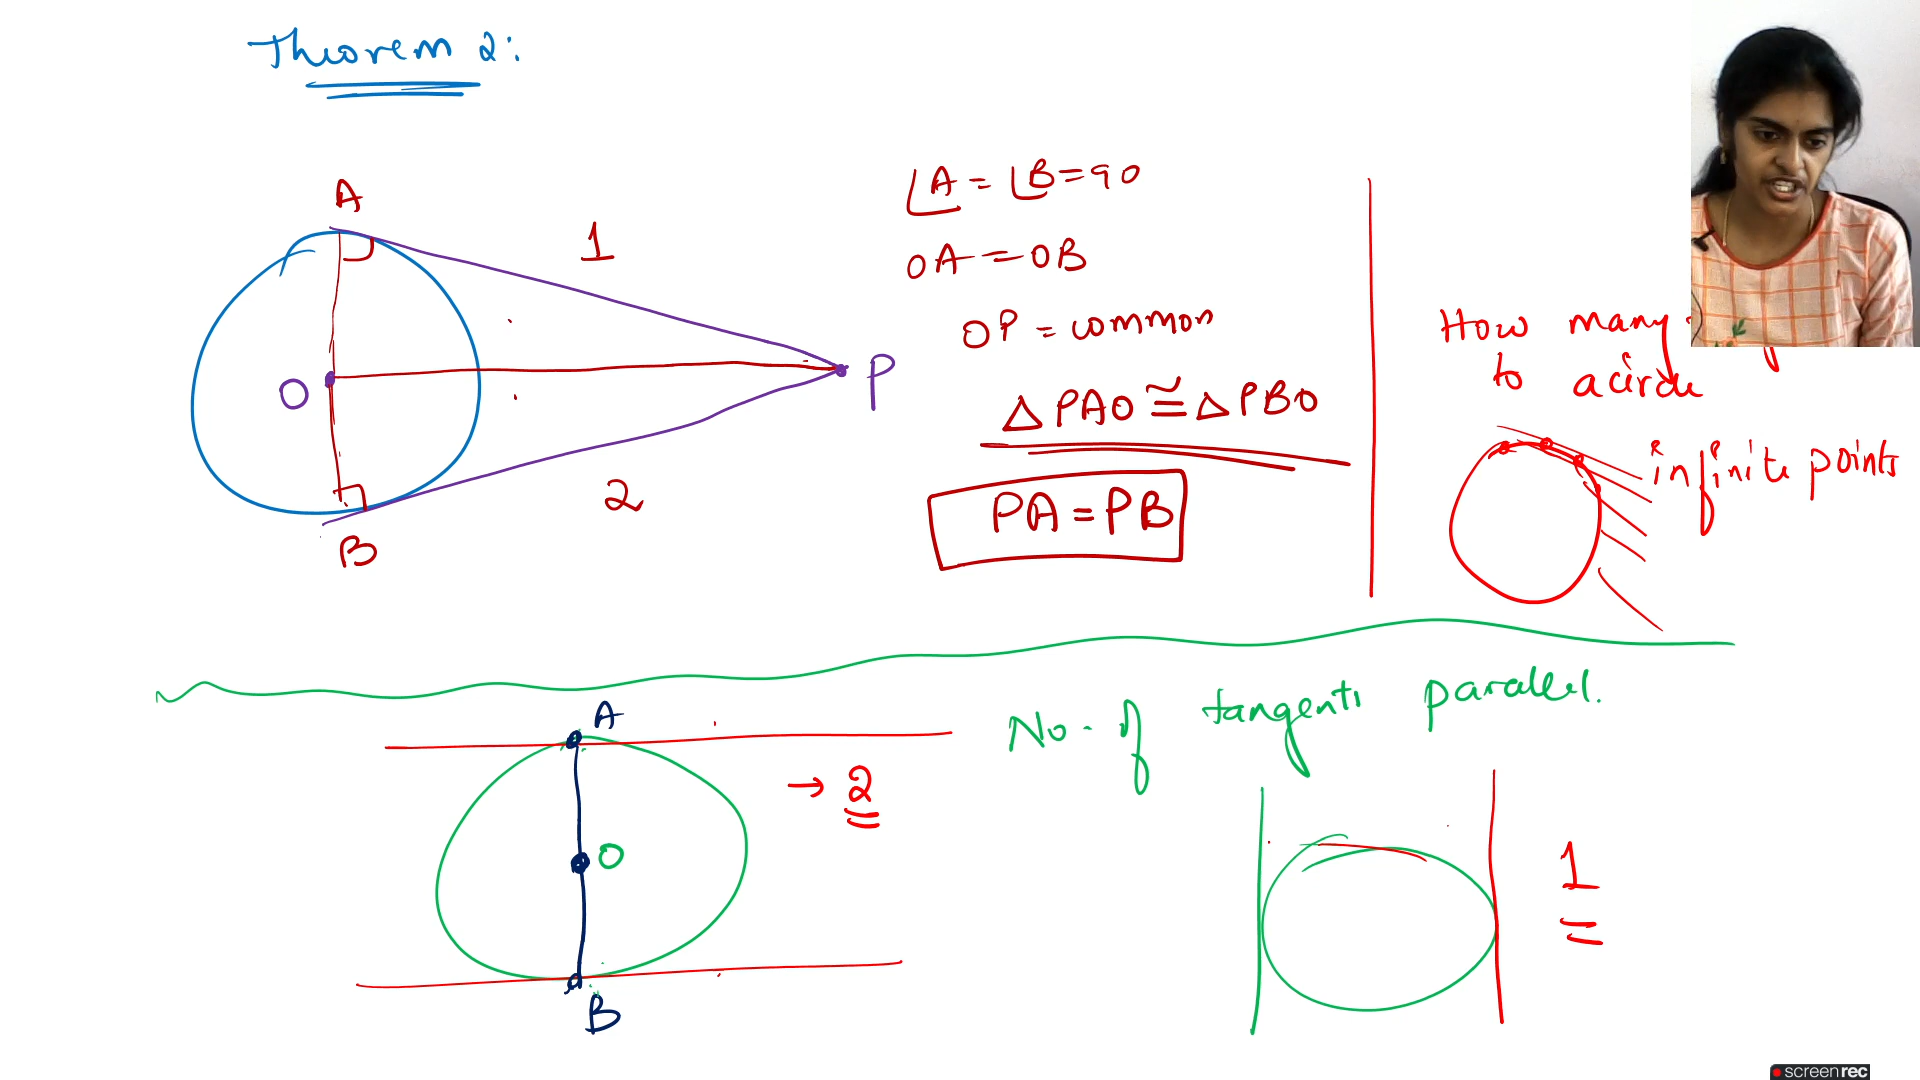 Theorem 2:
A
1
O
P
2
B
∠A = ∠B = 90
OA = OB
OP = common
△PAO ≅ △PBO
PA = PB
How many
to a circle
infinite points
No. of tangents parallel.
A
→ 2
O
B
1
screenrec